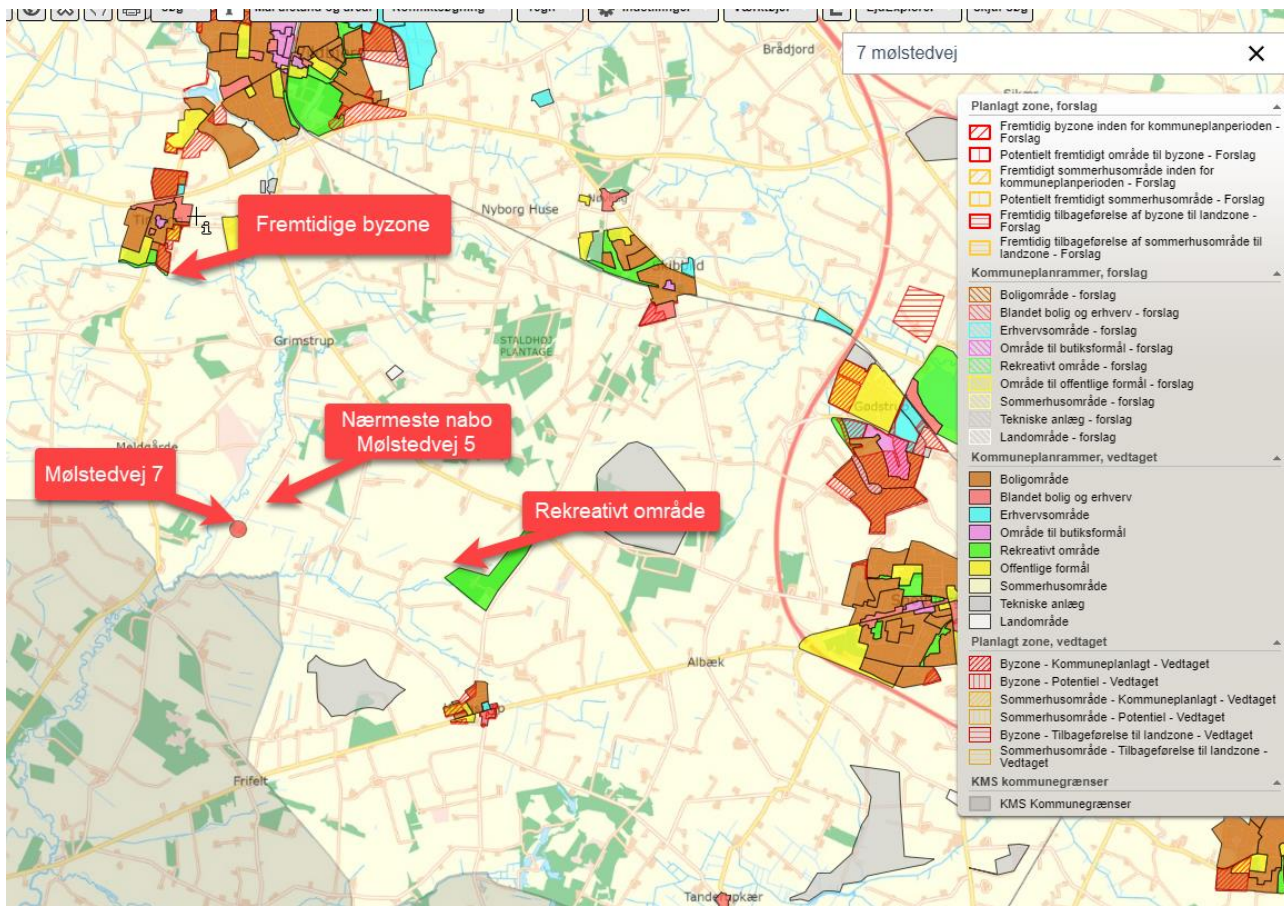 Brådjord
7 mølstedvej
Fremtidige byzone
Nyborg Huse
Grimstrup
STALDHØJ
PLANTAGE
Nærmeste nabo
Mølstedvej 5
Mølstedvej 7
Rekreativt område
Gødstrup
Albæk
Frifelt
Planlagt zone, forslag
Fremtidig byzone inden for kommuneplanperioden -
Forslag
Potentielt fremtidigt område til byzone - Forslag
Fremtidigt sommerhusområde inden for
kommuneplanperioden - Forslag
Potentielt fremtidigt sommerhusområde - Forslag
Fremtidig tilbageførelse af byzone til landzone -
Forslag
Fremtidig tilbageførelse af sommerhusområde til
landzone - Forslag
Kommuneplanrammer, forslag
Boligområde - forslag
Blandet bolig og erhverv - forslag
Erhvervsområde - forslag
Område til butiksformål - forslag
Rekreativt område - forslag
Område til offentlige formål - forslag
Sommerhusområde - forslag
Tekniske anlæg - forslag
Landområde - forslag
Kommuneplanrammer, vedtaget
Boligområde
Blandet bolig og erhverv
Erhvervsområde
Område til butiksformål
Rekreativt område
Offentlige formål
Sommerhusområde
Tekniske anlæg
Landområde
Planlagt zone, vedtaget
Byzone - Kommuneplanlagt - Vedtaget
Byzone - Potentiel - Vedtaget
Sommerhusområde - Kommuneplanlagt - Vedtaget
Sommerhusområde - Potentiel - Vedtaget
Byzone - Tilbageførelse til landzone - Vedtaget
Sommerhusområde - Tilbageførelse til landzone -
Vedtaget
KMS kommunegrænser
KMS Kommunegrænser